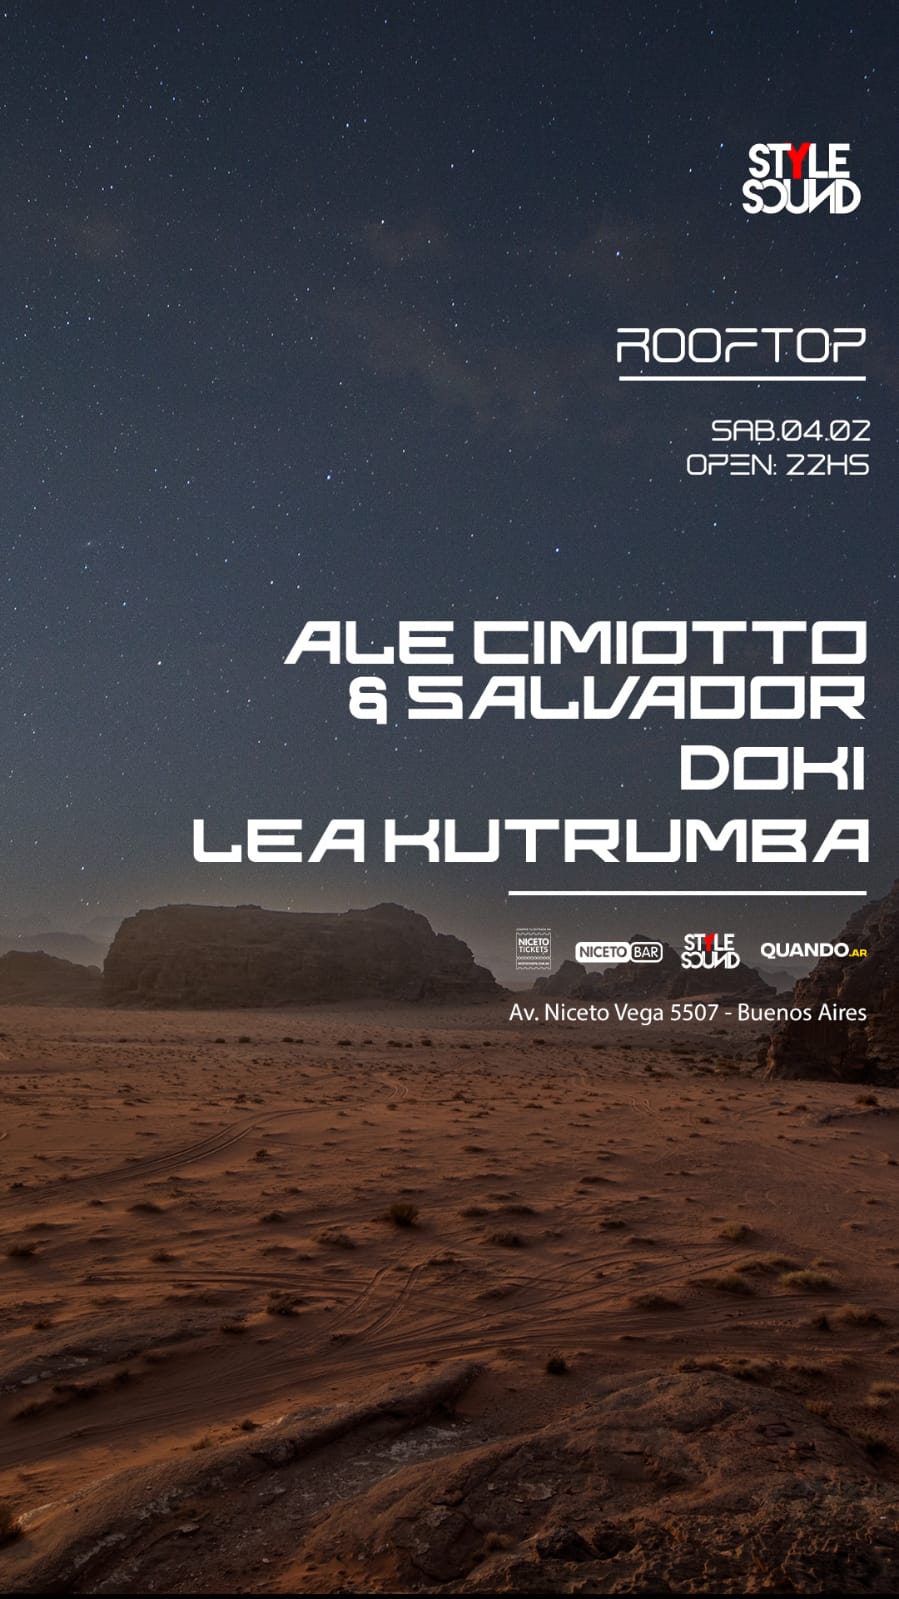 STYLE
SOUND
ROOFTOP
SAB.04.02
OPEN: 22HS
ALE CIMIOTTO
& SALVADOR
DOKI
LEA KUTRUMBA
NICETO
TICKETS
NICETO BAR
STYLE
SOUND
QUANDO.AR
Av. Niceto Vega 5507 - Buenos Aires